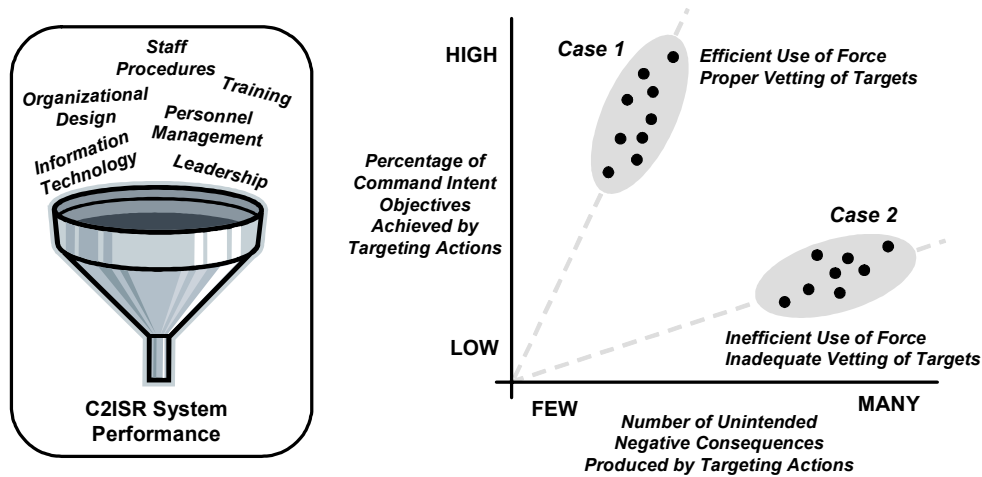 Staff
Procedures
Training
Organizational
Design
Personnel
Management
Information
Technology
Leadership
C2ISR System
Performance
HIGH
Case 1
Efficient Use of Force
Proper Vetting of Targets
Percentage of
Command Intent
Objectives
Achieved by
Targeting Actions
Case 2
Inefficient Use of Force
Inadequate Vetting of Targets
LOW
FEW
MANY
Number of Unintended
Negative Consequences
Produced by Targeting Actions